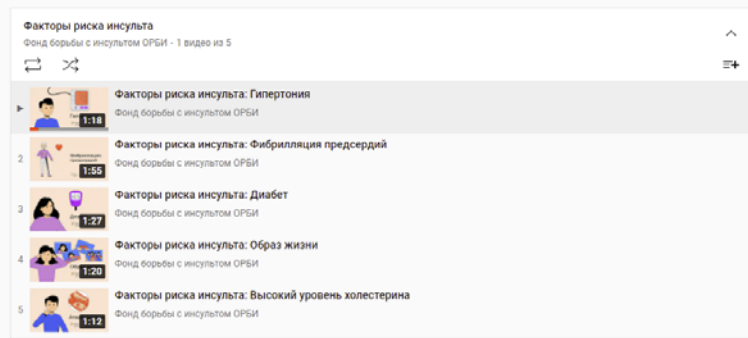 Факторы риска инсульта
Фонд борьбы с инсультом ОРБИ - 1 видео из 5
Факторы риска инсульта: Гипертония
Фонд борьбы с инсультом ОРБИ
1:18
2
Факторы риска инсульта: Фибрилляция предсердий
Фонд борьбы с инсультом ОРБИ
1:55
3
Факторы риска инсульта: Диабет
Фонд борьбы с инсультом ОРБИ
1:27
4
Факторы риска инсульта: Образ жизни
Фонд борьбы с инсультом ОРБИ
1:20
5
Факторы риска инсульта: Высокий уровень холестерина
Фонд борьбы с инсультом ОРБИ
1:12